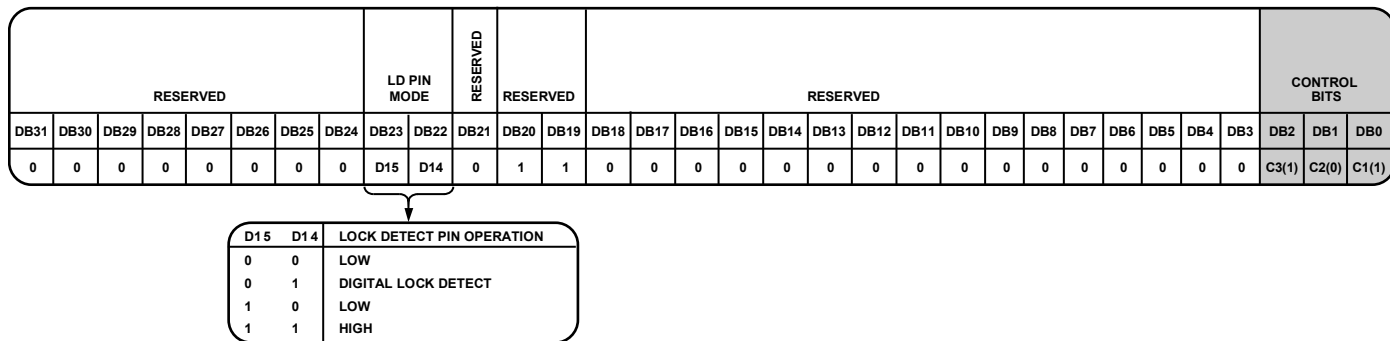 RESERVED
LD PIN
MODE
RESERVED
RESERVED
RESERVED
CONTROL
BITS
DB31 DB30 DB29 DB28 DB27 DB26 DB25 DB24 DB23 DB22 DB21 DB20 DB19 DB18 DB17 DB16 DB15 DB14 DB13 DB12 DB11 DB10 DB9 DB8 DB7 DB6 DB5 DB4 DB3 DB2 DB1 DB0
0 0 0 0 0 0 0 0 D15 D14 0 1 1 0 0 0 0 0 0 0 0 0 0 0 0 0 0 0 0 C3(1) C2(0) C1(1)
D15 D14 LOCK DETECT PIN OPERATION
0 0 LOW
0 1 DIGITAL LOCK DETECT
1 0 LOW
1 1 HIGH